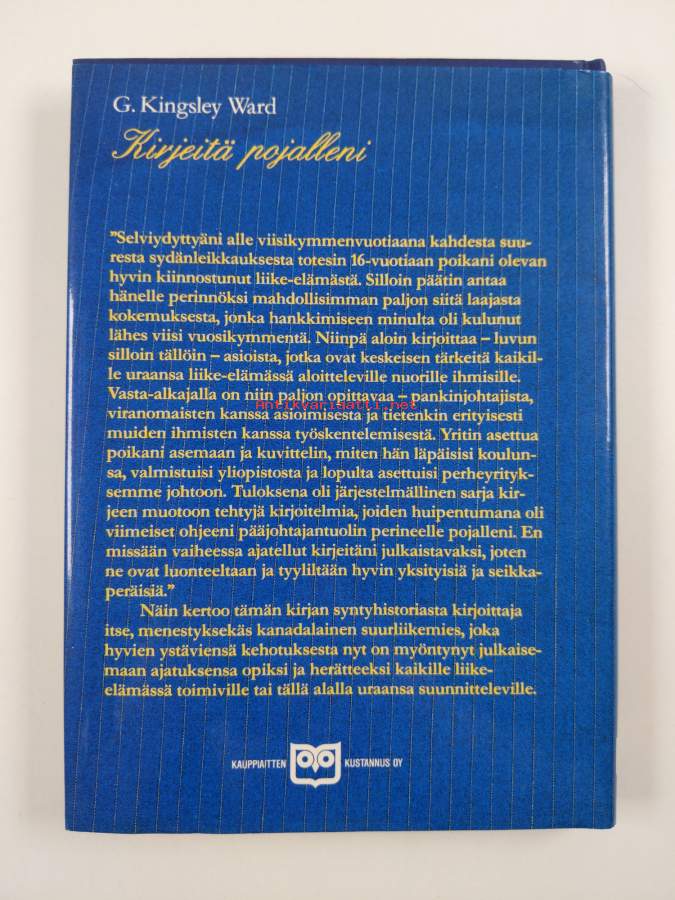 G. Kingsley Ward
Kirjeitä pojalleni
”Selviydyttyäni alle viisikymmenvuotiaana kahdesta suu-
resta sydänleikkauksesta totesin 16-vuotiaan poikani olevan
hyvin kiinnostunut liike-elämästä. Silloin päätin antaa
hänelle perinnöksi mahdollisimman paljon siitä laajasta
kokemuksesta, jonka hankkimiseen minulta oli kulunut
lähes viisi vuosikymmentä. Niinpä aloin kirjoittaa – luvun
silloin tällöin – asioista, jotka ovat keskeisen tärkeitä kaikil-
le uraansa liike-elämässä aloitteleville nuorille ihmisille.
Vasta-alkajalla on niin paljon opittavaa – pankinjohtajista,
Antikvariaatti.net
viranomaisten kanssa asioimisesta ja tietenkin erityisesti
muiden ihmisten kanssa työskentelemisestä. Yritin asettua
poikani asemaan ja kuvittelin, miten hän läpäisisi koulun-
sa, valmistuisi yliopistosta ja lopulta asettuisi perheyrityk-
semme johtoon. Tuloksena oli järjestelmällinen sarja kir-
jeen muotoon tehtyjä kirjoitelmia, joiden huipentumana oli
viimeiset ohjeeni pääjohtajantuolin perineelle pojalleni. En
missään vaiheessa ajatellut kirjeitäni julkaistavaksi, joten
ne ovat luonteeltaan ja tyyliltään hyvin yksityisiä ja seikka-
peräisiä.”
Näin kertoo tämän kirjan syntyhistoriasta kirjoittaja
itse, menestyksekäs kanadalainen suurliikemies, joka
hyvien ystäviensä kehotuksesta nyt on myöntynyt julkaise-
maan ajatuksensa opiksi ja herätteeksi kaikille liike-
elämässä toimiville tai tällä alalla uraansa suunnitteleville.
KAUPPIAITTEN KUSTANNUS OY